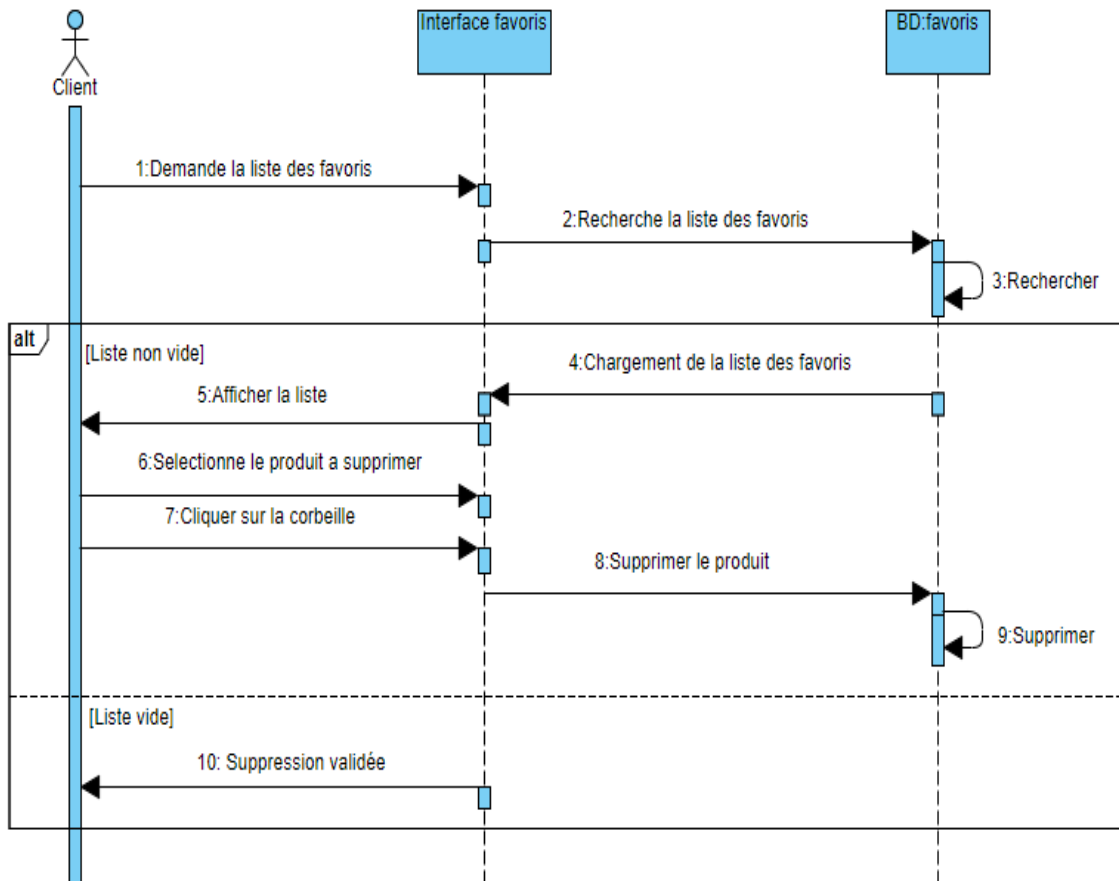 Interface favoris
BD:favoris
Client
1:Demande la liste des favoris
2:Recherche la liste des favoris
3:Rechercher
alt
[Liste non vide]
4:Chargement de la liste des favoris
5:Afficher la liste
6:Selectionne le produit a supprimer
7:Cliquer sur la corbeille
8:Supprimer le produit
9:Supprimer
[Liste vide]
10: Suppression validée